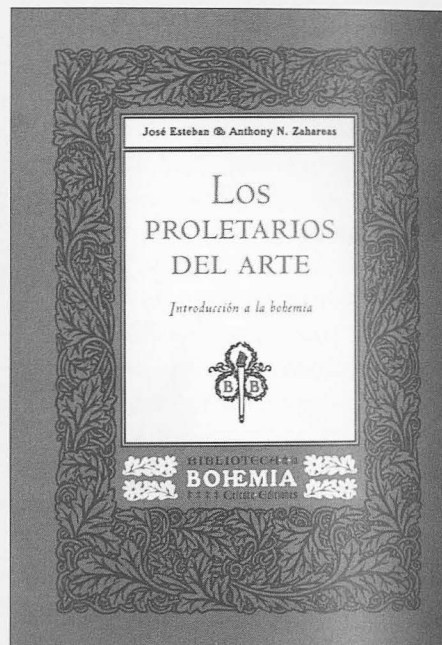 José Esteban & Anthony N. Zahareas
LOS
PROLETARIOS
DEL ARTE
Introducción a la bohemia
B B
BIBLIOTECA
BOHEMIA
Celeste Ediciones